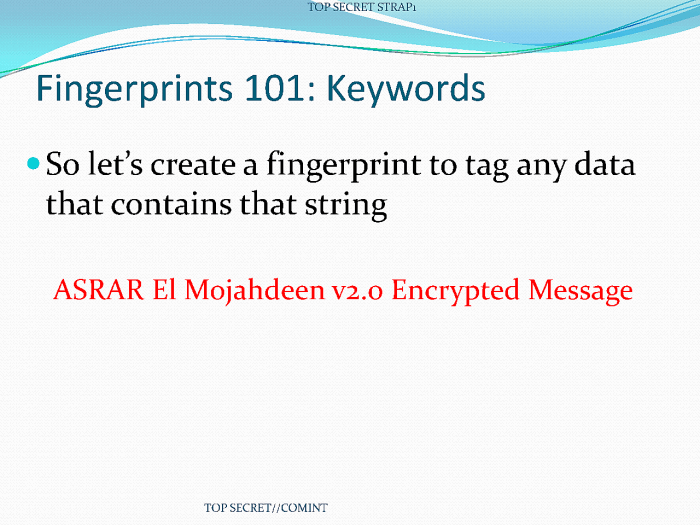 TOP SECRET STRAP1
Fingerprints 101: Keywords
So let's create a fingerprint to tag any data
that contains that string
ASRAR El Mojahdeen v2.0 Encrypted Message
TOP SECRET//COMINT